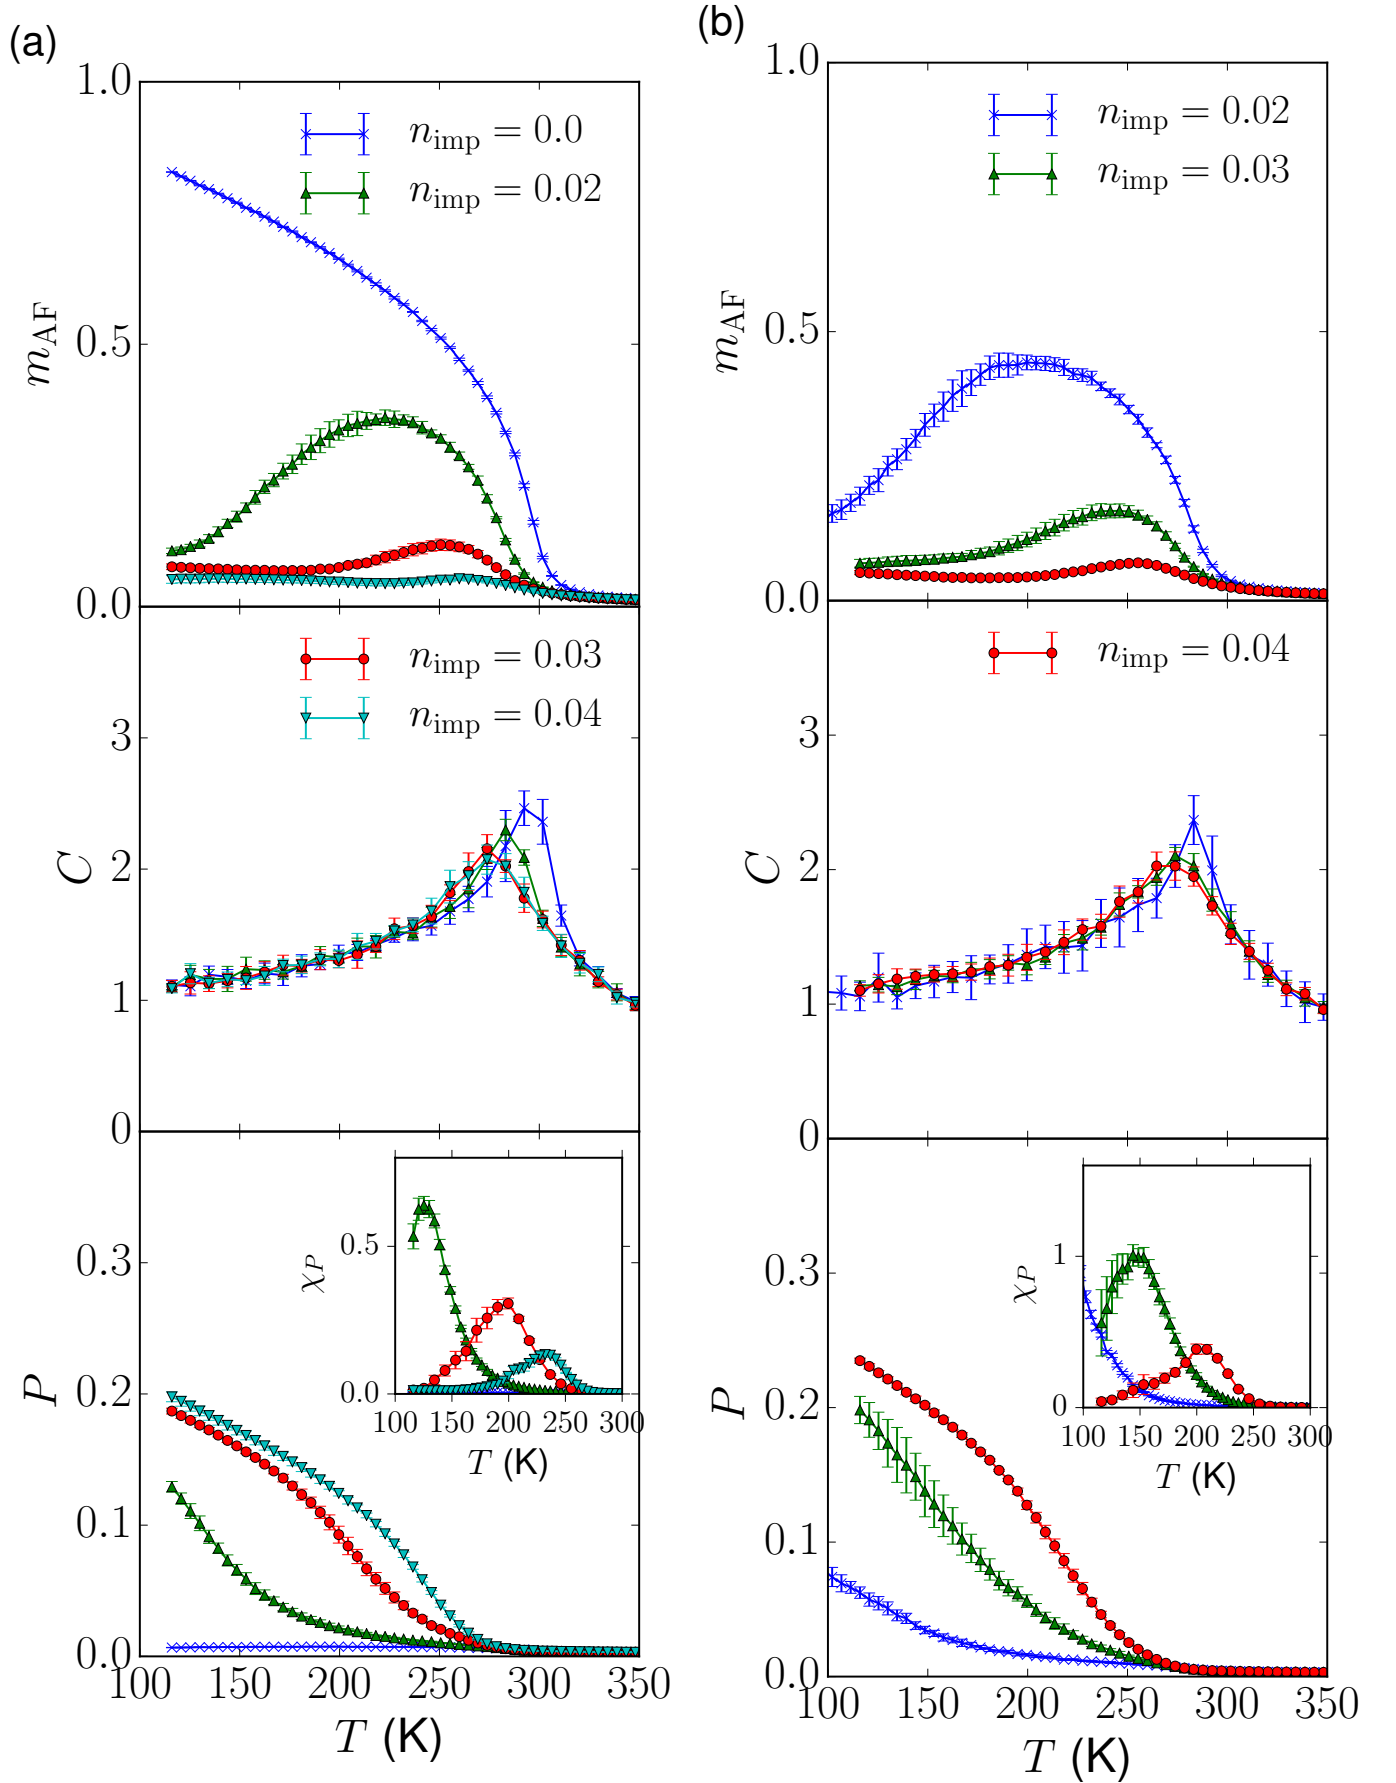 (a)
1.0
n_imp = 0.0
n_imp = 0.02
m_AF
0.5
0.0
n_imp = 0.03
n_imp = 0.04
3
C
2
1
0
0.3
P
0.2
0.1
0.0
0.5
χ_P
0.0
100 150 200 250 300
T (K)
100 150 200 250 300 350
T (K)
(b)
1.0
n_imp = 0.02
n_imp = 0.03
m_AF
0.5
0.0
n_imp = 0.04
3
C
2
1
0
0.3
P
0.2
0.1
0.0
1
χ_P
0
100 150 200 250 300
T (K)
100 150 200 250 300 350
T (K)